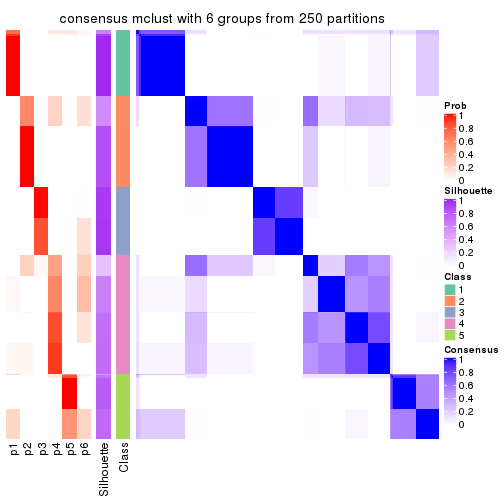 consensus mclust with 6 groups from 250 partitions
Prob
1
0.8
0.6
0.4
0.2
0
Silhouette
1
0.8
0.6
0.4
0.2
0
Class
1
2
3
4
5
Consensus
1
0.8
0.6
0.4
0.2
0
p1
p2
p3
p4
p5
p6
Silhouette
Class